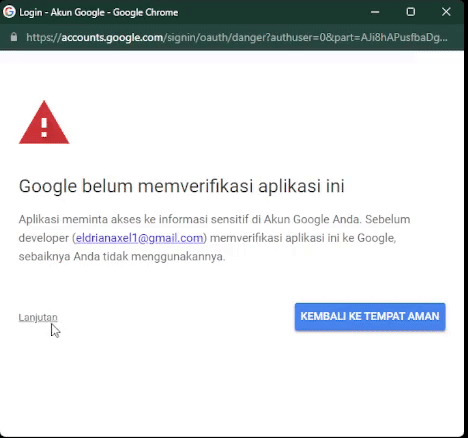 Login - Akun Google - Google Chrome
https://accounts.google.com/signin/oauth/danger?authuser=0&part=AJi8hAPusfbaDg...
Google belum memverifikasi aplikasi ini
Aplikasi meminta akses ke informasi sensitif di Akun Google Anda. Sebelum
developer (eldrianaxel1@gmail.com) memverifikasi aplikasi ini ke Google,
sebaiknya Anda tidak menggunakannya.
Lanjutan
KEMBALI KE TEMPAT AMAN